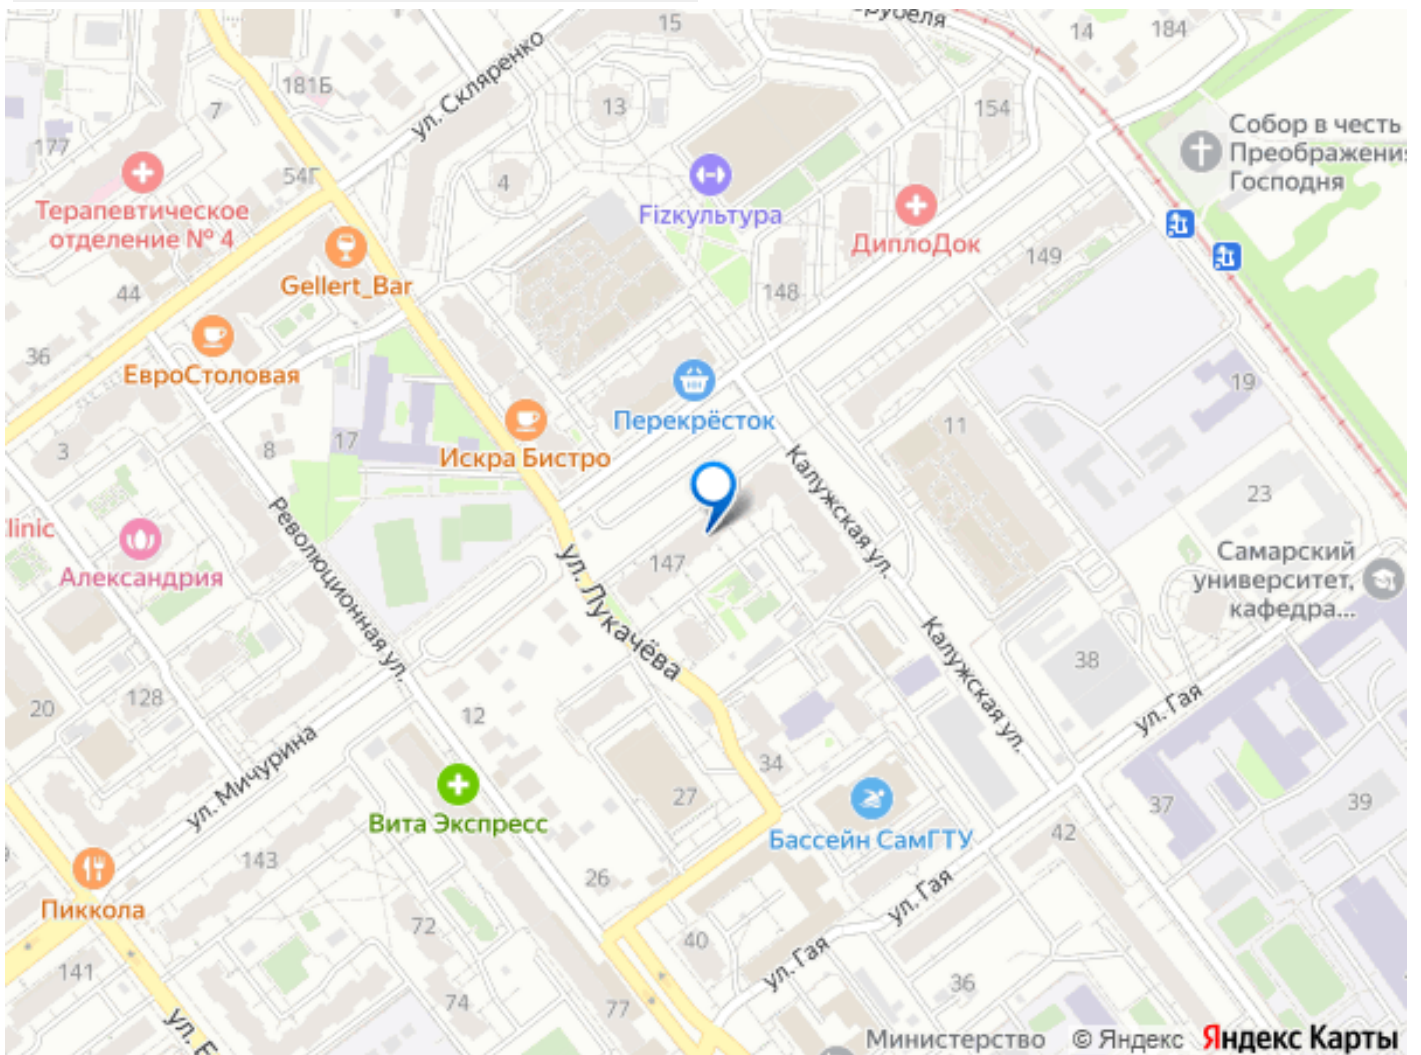 15
14
184
ул. Скляренко
181Б
7
13
154
177
Собор в честь
Преображения
Господня
54Г
4
Терапевтическое
отделение № 4
Fizкультура
ДиплоДок
149
Gellert_Bar
44
148
36
ЕвроСтоловая
19
Перекрёсток
11
3
8
17
Искра Бистро
Калужская ул.
23
Революционная ул.
linic
Александрия
147
ул. Лукачёва
Самарский
университет,
кафедра...
Калужская ул.
38
20
128
12
ул. Гая
ул. Мичурина
34
27
37
39
Вита Экспресс
Бассейн СамГТУ
42
143
26
ул. Гая
Пиккола
72
40
ул. Гая
141
74
77
36
ул. Е
Министерство
© Яндекс
Яндекс Карты